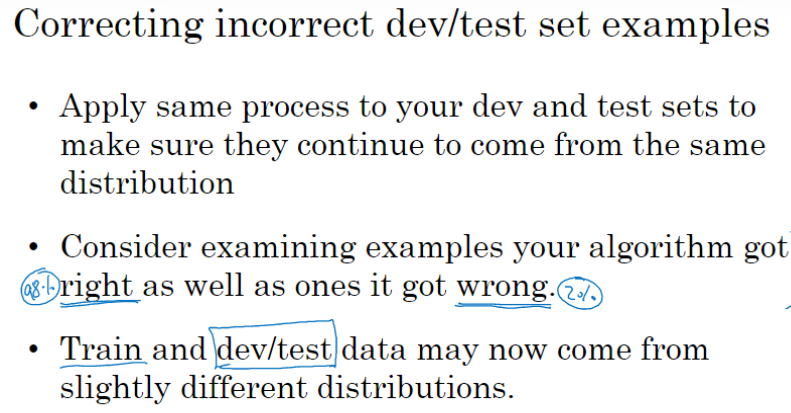 Correcting incorrect dev/test set examples
• Apply same process to your dev and test sets to
make sure they continue to come from the same
distribution
• Consider examining examples your algorithm got
98% right as well as ones it got wrong. 2%
• Train and dev/test data may now come from
slightly different distributions.